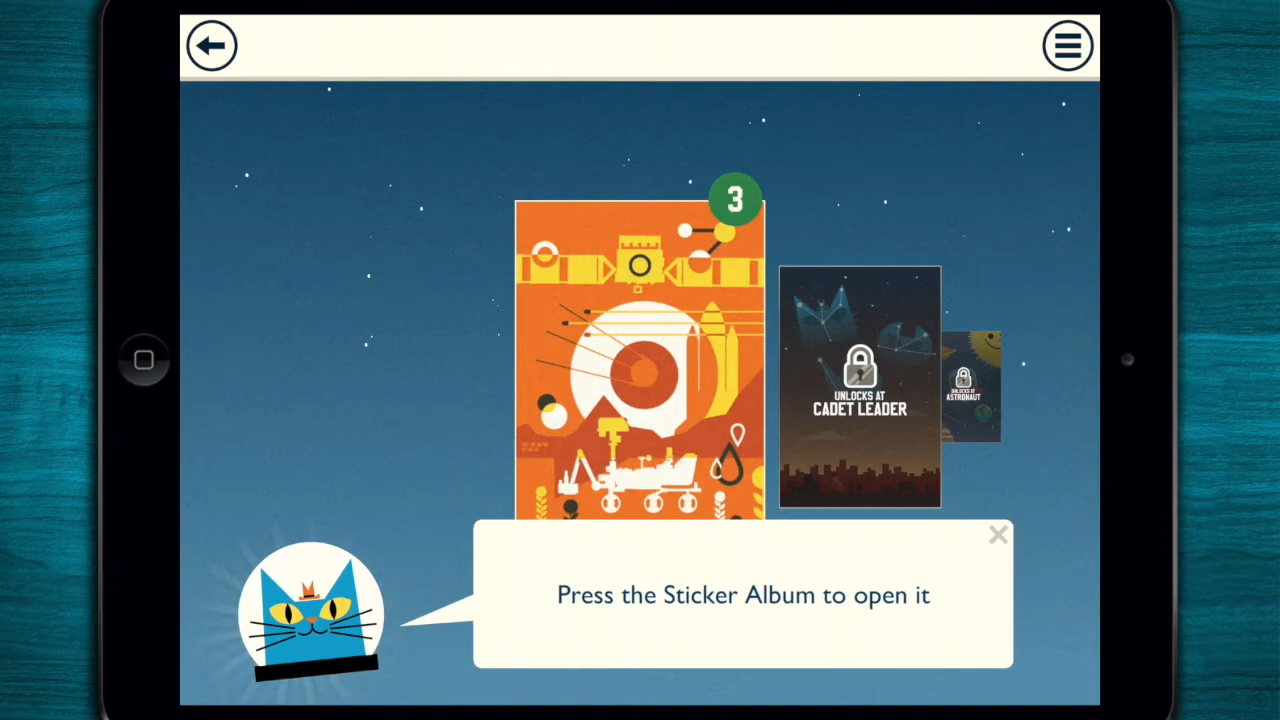 3
UNLOCKS AT
CADET LEADER
UNLOCKS AT
ASTRONAUT
Press the Sticker Album to open it